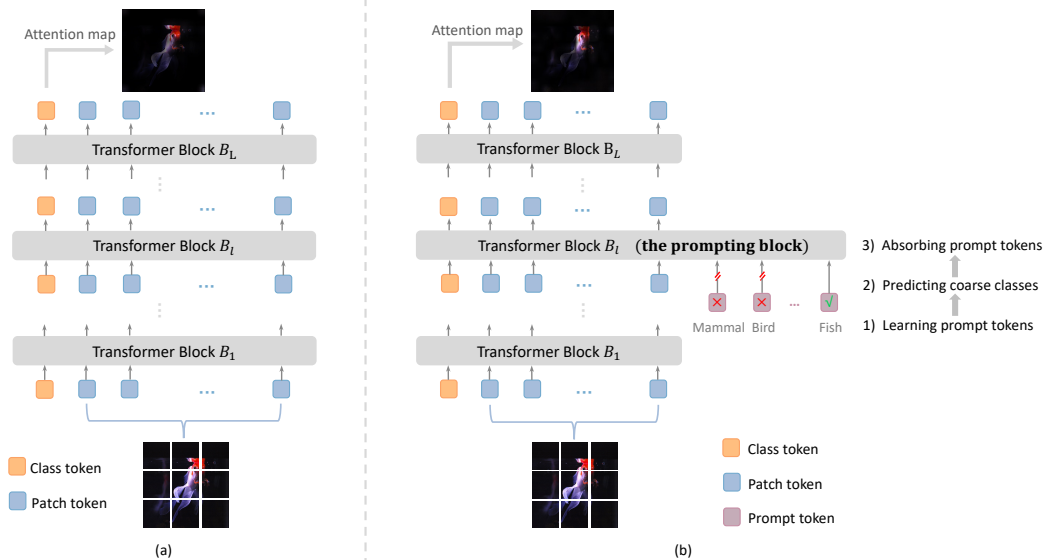 Attention map
...
Transformer Block B_L
...
Transformer Block B_l
...
Transformer Block B_1
...
Class token
Patch token
(a)
Attention map
...
Transformer Block B_L
...
Transformer Block B_l (the prompting block)
...
Mammal Bird ... Fish
Transformer Block B_1
...
3) Absorbing prompt tokens
2) Predicting coarse classes
1) Learning prompt tokens
Class token
Patch token
Prompt token
(b)